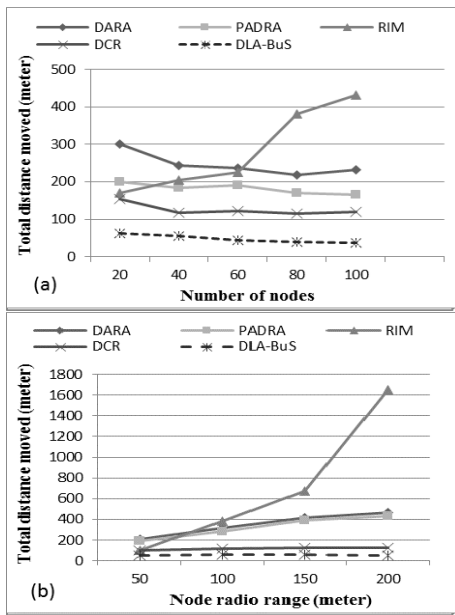 DARA PADRA RIM
DCR DLA-BuS
Total distance moved (meter)
500
400
300
200
100
0
20 40 60 80 100
(a)
Number of nodes
DARA PADRA RIM
DCR DLA-BuS
Total distance moved (meter)
1800
1600
1400
1200
1000
800
600
400
200
0
50 100 150 200
(b)
Node radio range (meter)